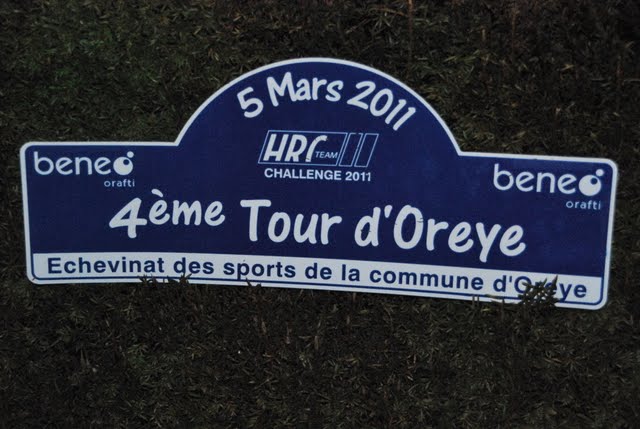 5 Mars 2011
HRC TEAM
CHALLENGE 2011
beneo
orafti
beneo
orafti
4ème Tour d'Oreye
Echevinat des sports de la commune d'Oreye